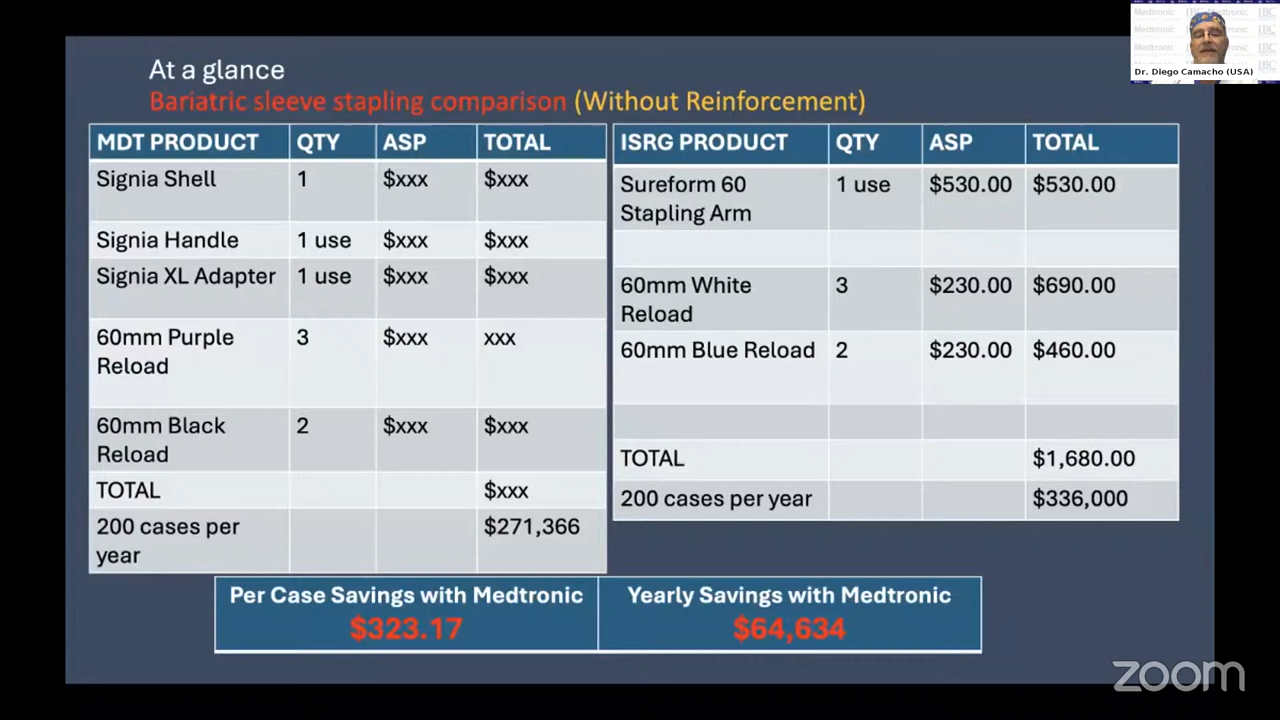 At a glance
Bariatric sleeve stapling comparison (Without Reinforcement)
MDT PRODUCT QTY ASP TOTAL
Signia Shell 1 $xxx $xxx
Signia Handle 1 use $xxx $xxx
Signia XL Adapter 1 use $xxx $xxx
60mm Purple 3 $xxx xxx
Reload
60mm Black 2 $xxx $xxx
Reload
TOTAL $xxx
200 cases per $271,366
year
ISRG PRODUCT QTY ASP TOTAL
Sureform 60 1 use $530.00 $530.00
Stapling Arm
60mm White 3 $230.00 $690.00
Reload
60mm Blue Reload 2 $230.00 $460.00
TOTAL $1,680.00
200 cases per year $336,000
Per Case Savings with Medtronic
$323.17
Yearly Savings with Medtronic
$64,634
Dr. Diego Camacho (USA)
zoom